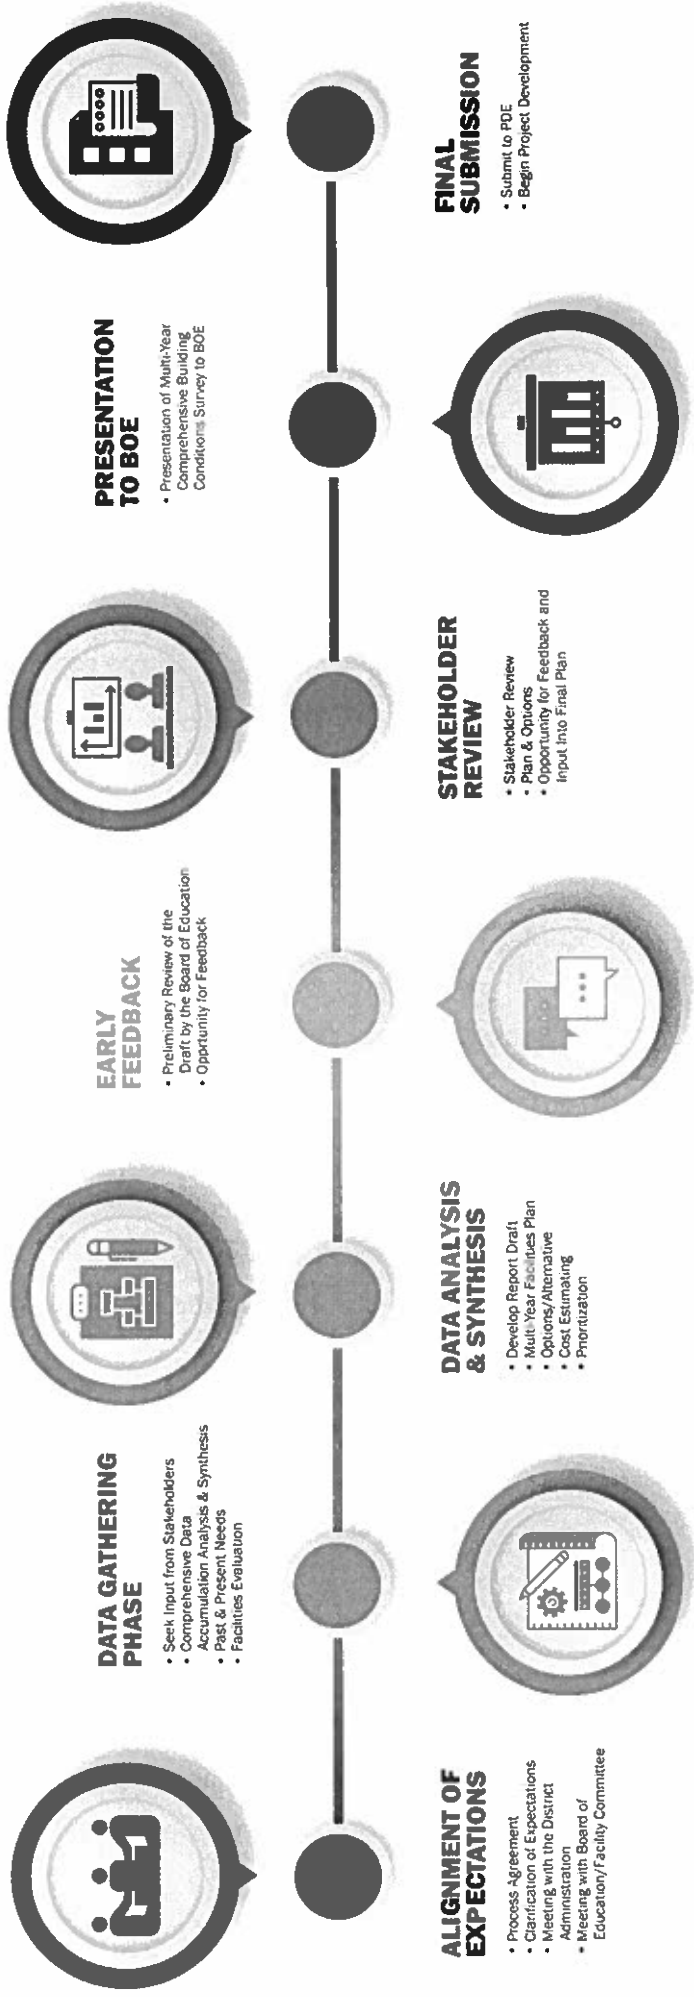 ALIGNMENT OF
EXPECTATIONS
• Process Agreement
• Clarification of Expectations
• Meeting with the District
Administration
• Meeting with Board of
Education/Facility Committee
DATA GATHERING
PHASE
• Seek Input from Stakeholders
• Comprehensive Data
Accumulation Analysis & Synthesis
• Past & Present Needs
• Facilities Evaluation
DATA ANALYSIS
& SYNTHESIS
• Develop Report Draft
• Multi-Year Facilities Plan
• Options/Alternative
• Cost Estimating
• Prioritization
EARLY
FEEDBACK
• Preliminary Review of the
Draft by the Board of Education
• Opportunity for Feedback
STAKEHOLDER
REVIEW
• Stakeholder Review
• Plan & Options
• Opportunity for Feedback and
Input Into Final Plan
PRESENTATION
TO BOE
• Presentation of Multi-Year
Comprehensive Building
Conditions Survey to BOE
FINAL
SUBMISSION
• Submit to PDE
• Begin Project Development